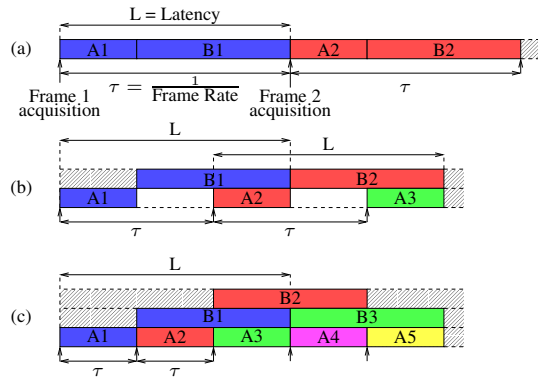 L = Latency
(a) A1 B1 A2 B2
τ = 1 / Frame Rate τ
Frame 1 acquisition
Frame 2 acquisition
L
L
(b) B1 B2
A1 A2 A3
τ τ
L
B2
(c) B1 B3
A1 A2 A3 A4 A5
τ τ